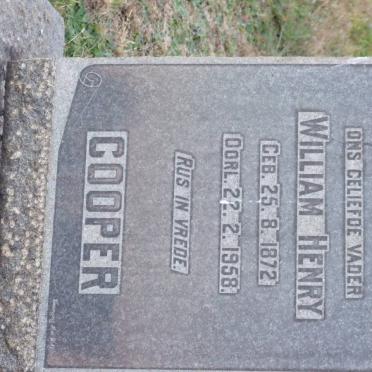 ONS GELIEFDE VADER
WILLIAM HENRY
GEB. 25. 8. 1872
OORL. 22. 2. 1958.
RUS IN VREDE.
COOPER